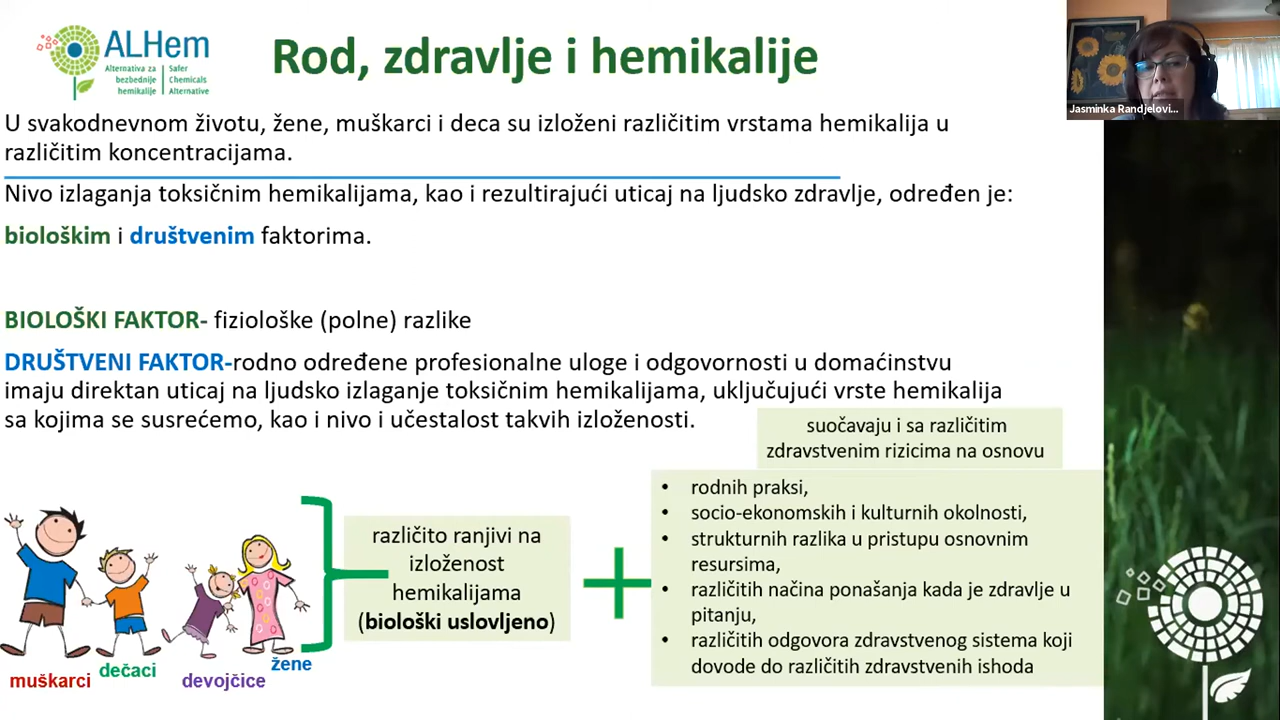 ALHem
Alternativa za
bezbednije
hemikalije
Safer
Chemicals
Alternative
Rod, zdravlje i hemikalije
Jasminka Randjelovi...
U svakodnevnom životu, žene, muškarci i deca su izloženi različitim vrstama hemikalija u
različitim koncentracijama.
Nivo izlaganja toksičnim hemikalijama, kao i rezultirajući uticaj na ljudsko zdravlje, određen je:
biološkim i društvenim faktorima.
BIOLOŠKI FAKTOR- fiziološke (polne) razlike
DRUŠTVENI FAKTOR-rodno određene profesionalne uloge i odgovornosti u domaćinstvu
imaju direktan uticaj na ljudsko izlaganje toksičnim hemikalijama, uključujući vrste hemikalija
sa kojima se susrećemo, kao i nivo i učestalost takvih izloženosti.
muškarci
dečaci
devojčice
žene
različito ranjivi na
izloženost
hemikalijama
(biološki uslovljeno)
suočavaju i sa različitim
zdravstvenim rizicima na osnovu
• rodnih praksi,
• socio-ekonomskih i kulturnih okolnosti,
• strukturnih razlika u pristupu osnovnim
resursima,
• različitih načina ponašanja kada je zdravlje u
pitanju,
• različitih odgovora zdravstvenog sistema koji
dovode do različitih zdravstvenih ishoda